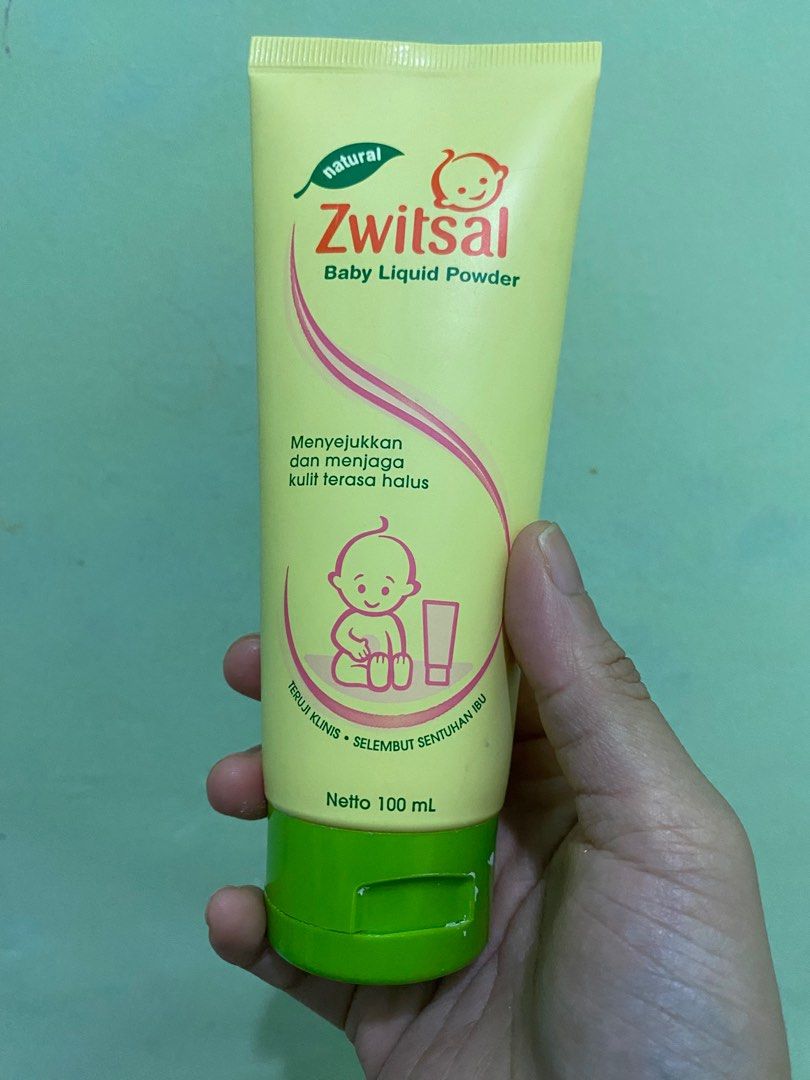 natural
Zwitsal
Baby Liquid Powder
Menyejukkan
dan menjaga
kulit terasa halus
TERUJI KLINIS • SELEMBUT SENTUHAN IBU
Netto 100 mL